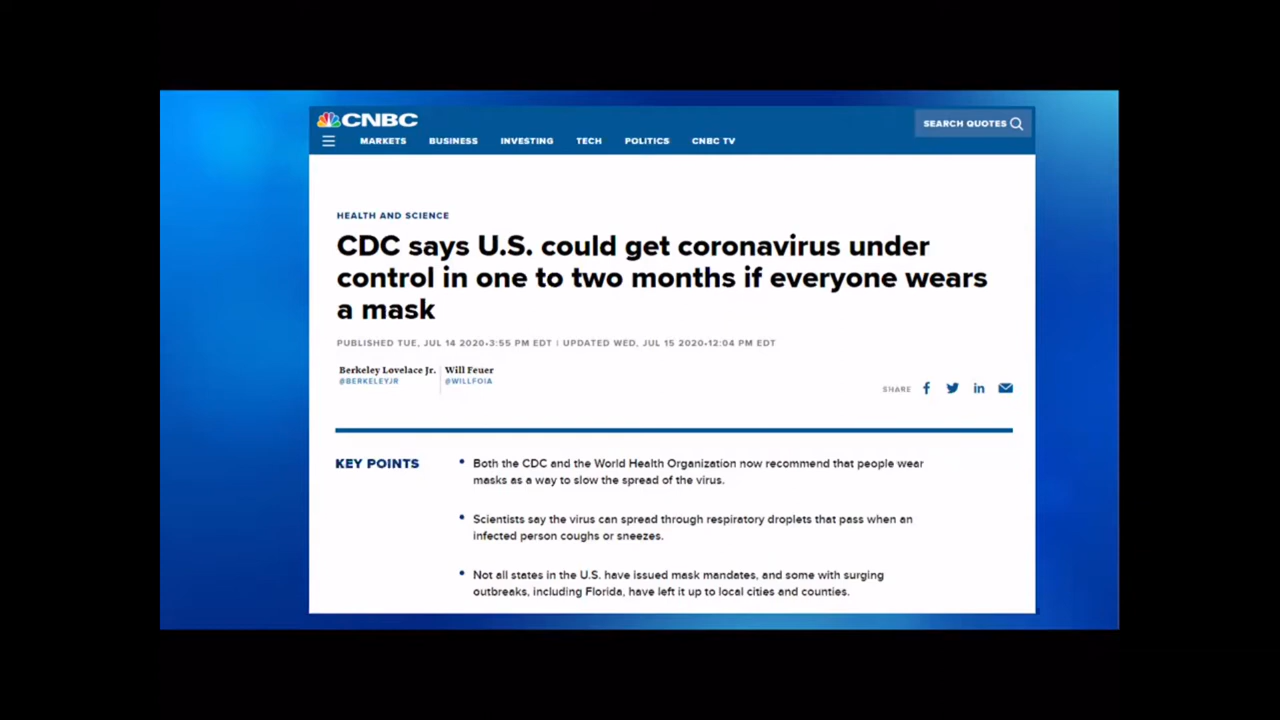 CNBC
SEARCH QUOTES
MARKETS BUSINESS INVESTING TECH POLITICS CNBC TV
HEALTH AND SCIENCE
CDC says U.S. could get coronavirus under
control in one to two months if everyone wears
a mask
PUBLISHED TUE, JUL 14 2020•3:55 PM EDT | UPDATED WED, JUL 15 2020•12:04 PM EDT
Berkeley Lovelace Jr. Will Feuer
@BERKELEYJR @WILLFOIA
SHARE
KEY POINTS
• Both the CDC and the World Health Organization now recommend that people wear
masks as a way to slow the spread of the virus.
• Scientists say the virus can spread through respiratory droplets that pass when an
infected person coughs or sneezes.
• Not all states in the U.S. have issued mask mandates, and some with surging
outbreaks, including Florida, have left it up to local cities and counties.